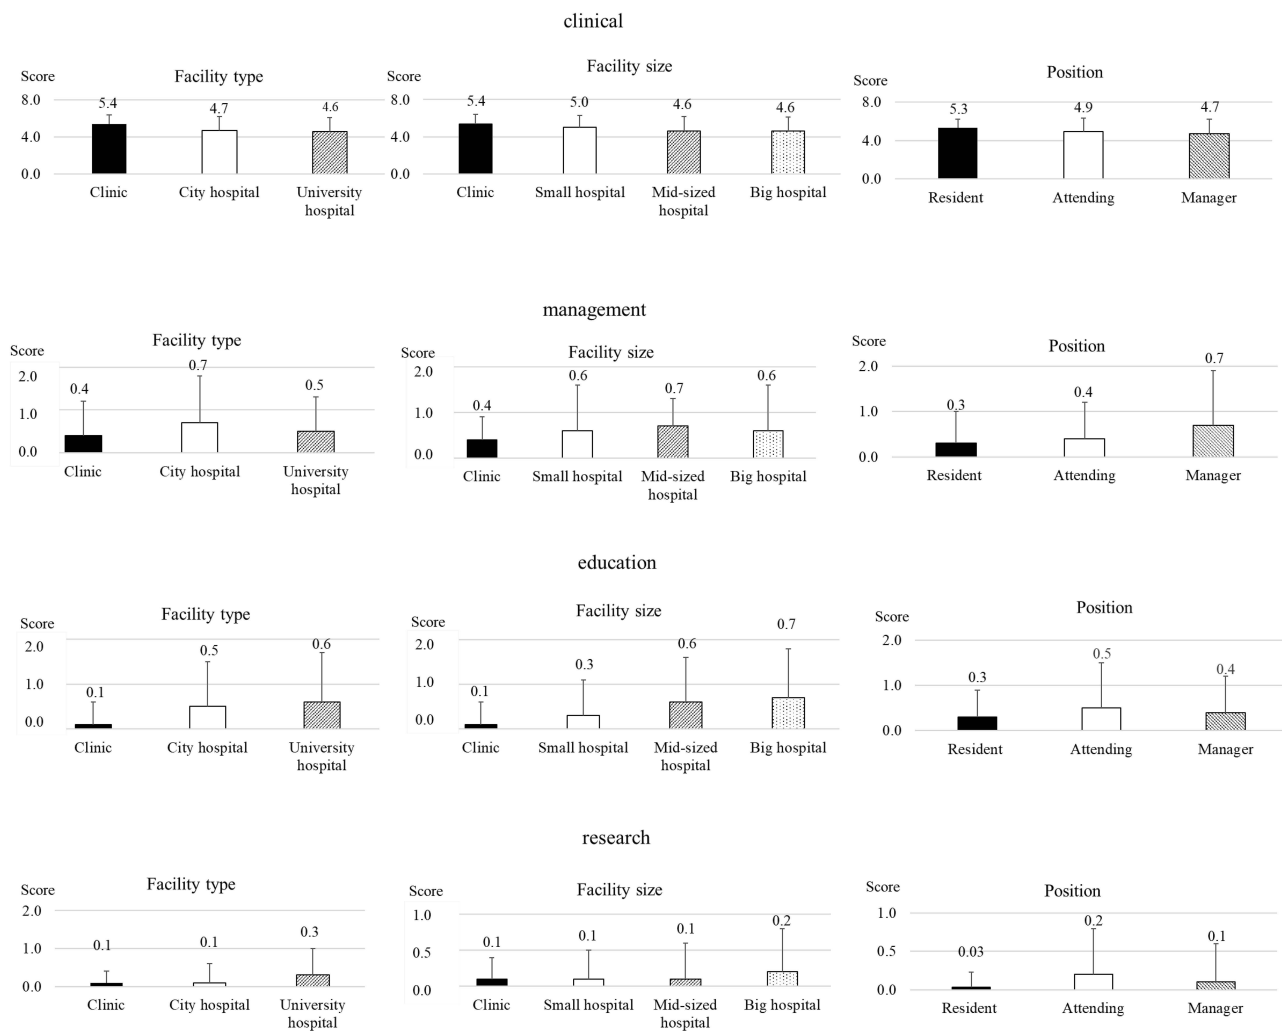 clinical
Score
Facility type
8.0
4.0
0.0
5.4
4.7
4.6
Clinic
City hospital
University
hospital
Score
Facility size
8.0
4.0
0.0
5.4
5.0
4.6
4.6
Clinic
Small hospital
Mid-sized
hospital
Big hospital
Score
Position
8.0
4.0
0.0
5.3
4.9
4.7
Resident
Attending
Manager
management
Score
Facility type
2.0
1.0
0.0
0.4
0.7
0.5
Clinic
City hospital
University
hospital
Score
Facility size
2.0
1.0
0.0
0.4
0.6
0.7
0.6
Clinic
Small hospital
Mid-sized
hospital
Big hospital
Score
Position
2.0
1.0
0.0
0.3
0.4
0.7
Resident
Attending
Manager
education
Score
Facility type
2.0
1.0
0.0
0.1
0.5
0.6
Clinic
City hospital
University
hospital
Score
Facility size
2.0
1.0
0.0
0.1
0.3
0.6
0.7
Clinic
Small hospital
Mid-sized
hospital
Big hospital
Score
Position
2.0
1.0
0.0
0.3
0.5
0.4
Resident
Attending
Manager
research
Score
Facility type
2.0
1.0
0.0
0.1
0.1
0.3
Clinic
City hospital
University
hospital
Score
Facility size
1.0
0.5
0.0
0.1
0.1
0.1
0.2
Clinic
Small hospital
Mid-sized
hospital
Big hospital
Score
Position
1.0
0.5
0.0
0.03
0.2
0.1
Resident
Attending
Manager